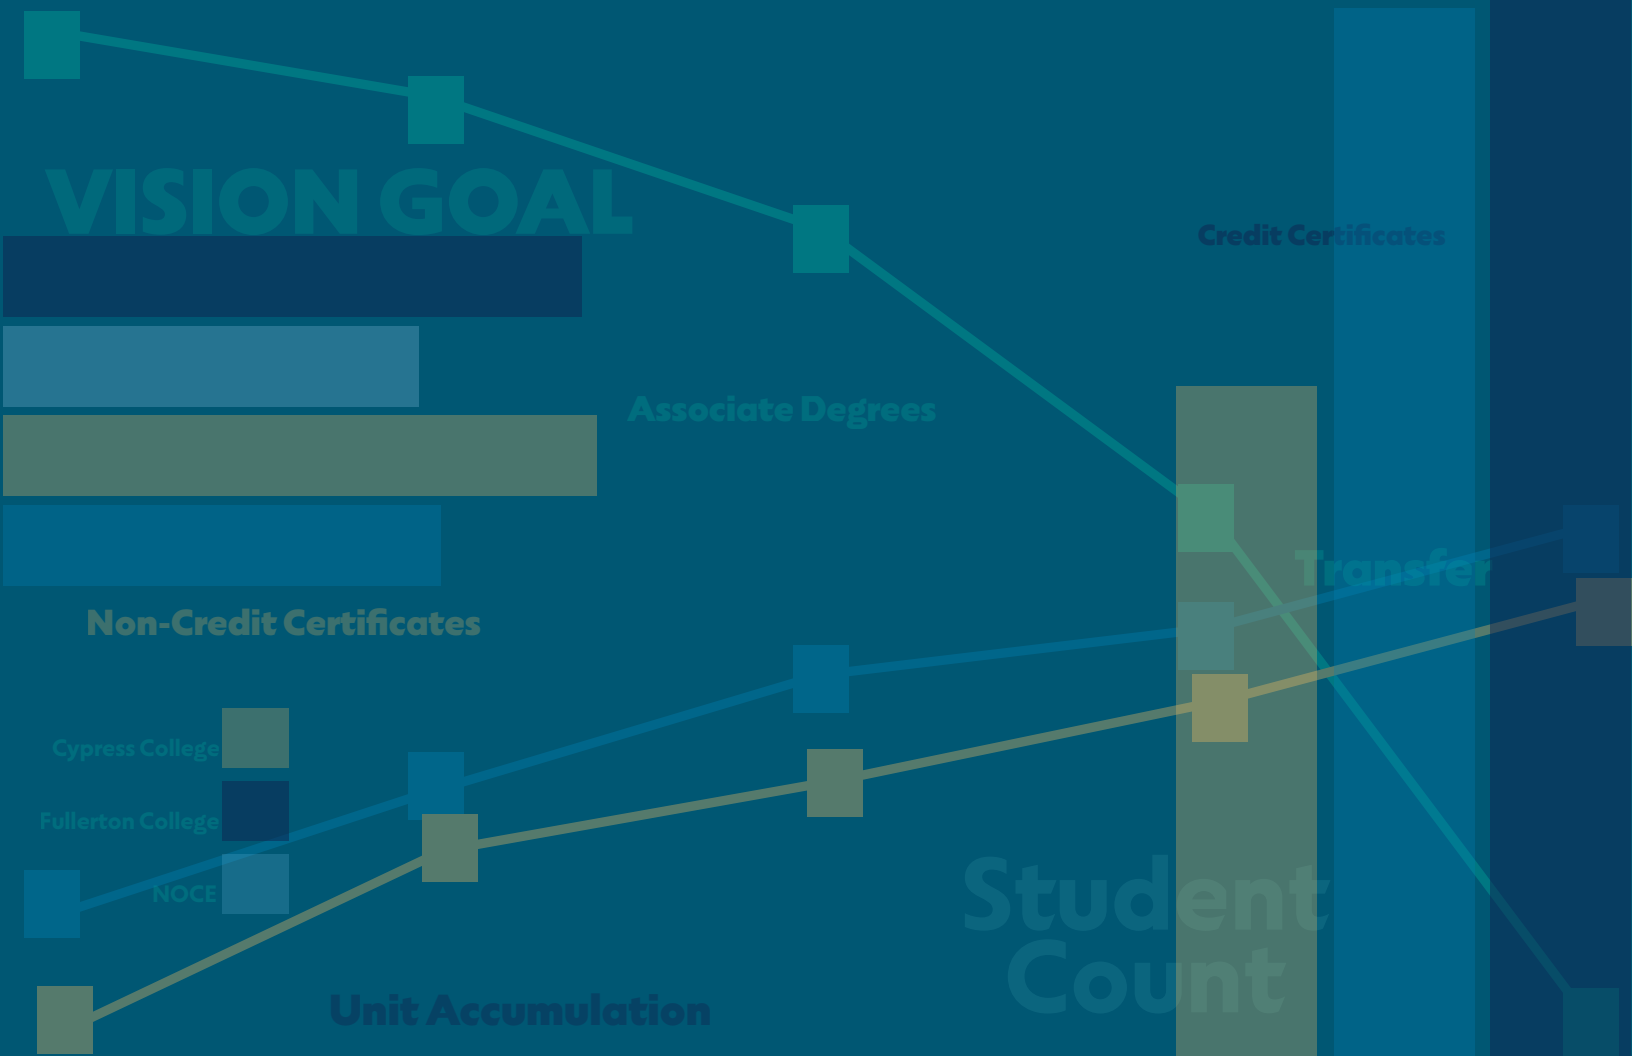 VISION GOAL
Credit Certificates
Associate Degrees
Transfer
Non-Credit Certificates
Cypress College
Fullerton College
NOCE
Student
Count
Unit Accumulation